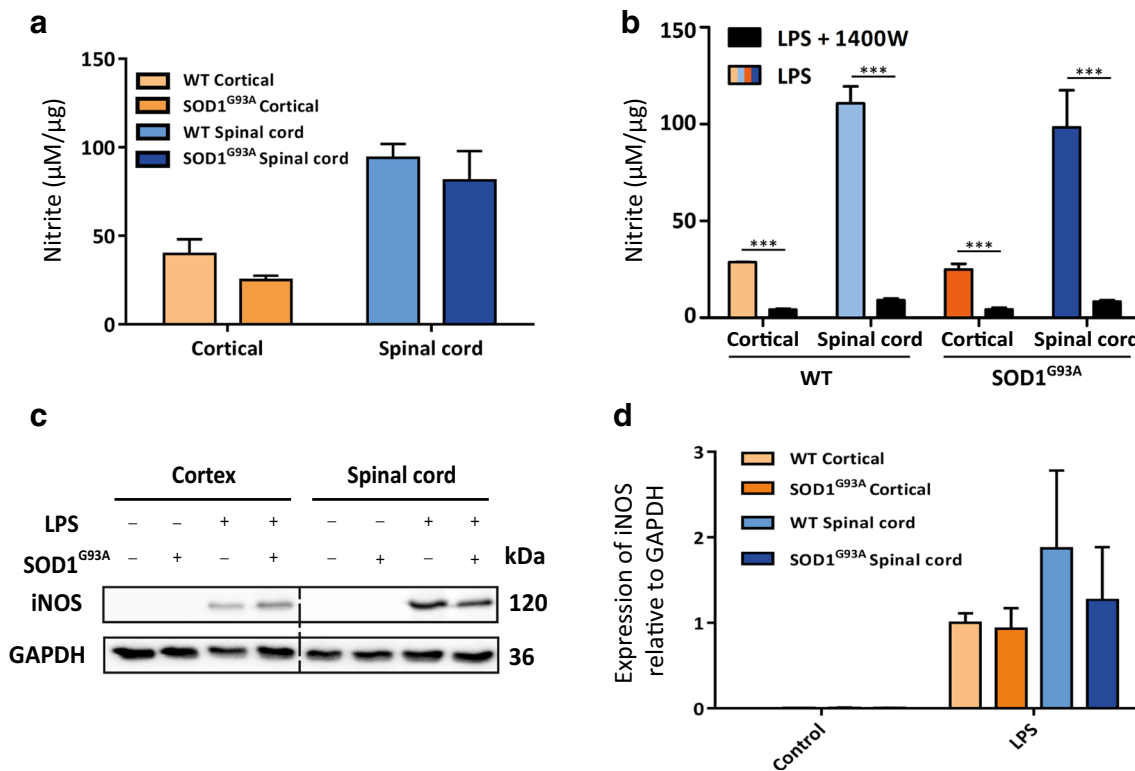 a
150
100
50
0
Nitrite (µM/µg)
WT Cortical
SOD1G93A Cortical
WT Spinal cord
SOD1G93A Spinal cord
Cortical Spinal cord
b
150
100
50
0
Nitrite (µM/µg)
LPS + 1400W
LPS
*** *** *** ***
Cortical Spinal cord Cortical Spinal cord
WT SOD1G93A
c
Cortex Spinal cord
LPS – – + + – – + +
SOD1G93A – + – + – + – + kDa
iNOS 120
GAPDH 36
d
3
2
1
0
Expression of iNOS
relative to GAPDH
WT Cortical
SOD1G93A Cortical
WT Spinal cord
SOD1G93A Spinal cord
Control LPS